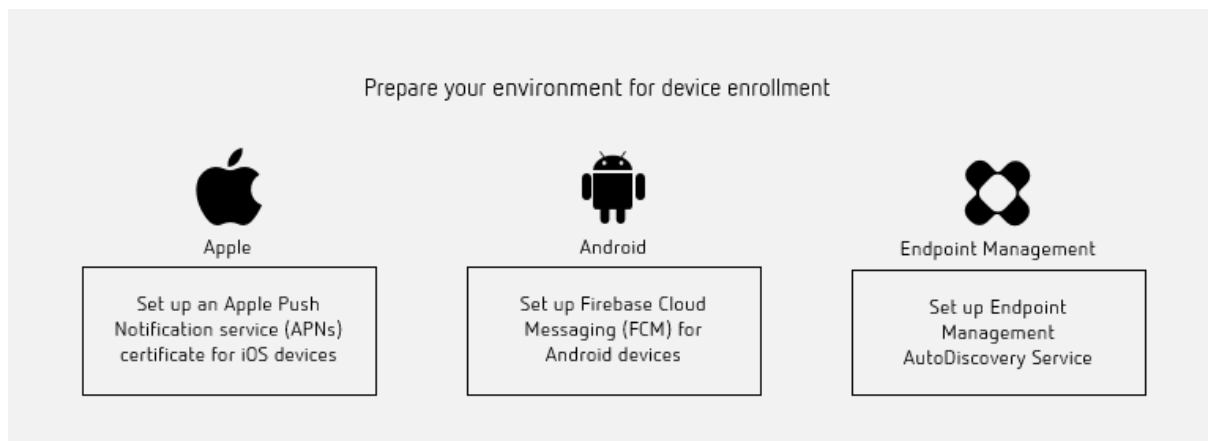 Prepare your environment for device enrollment
Apple
Set up an Apple Push
Notification service (APNs)
certificate for iOS devices
Android
Set up Firebase Cloud
Messaging (FCM) for
Android devices
Endpoint Management
Set up Endpoint
Management
AutoDiscovery Service